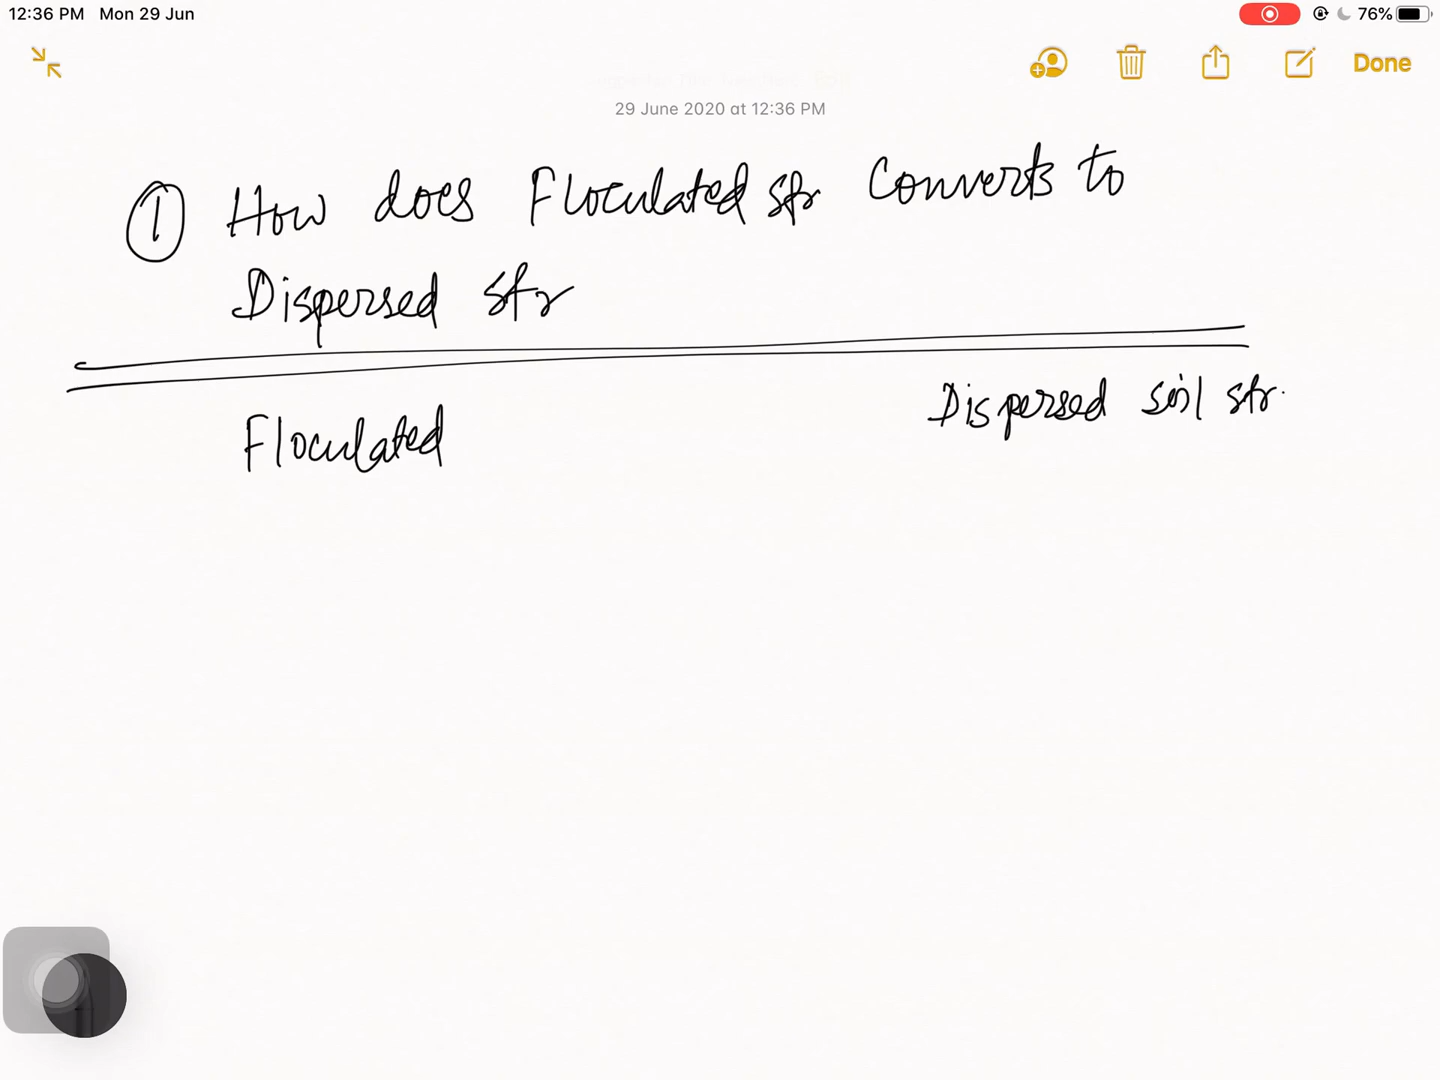 12:36 PM Mon 29 Jun
76%
Done
29 June 2020 at 12:36 PM
① How does Floculated str Converts to
Dispersed str
Floculated
Dispersed soil str.